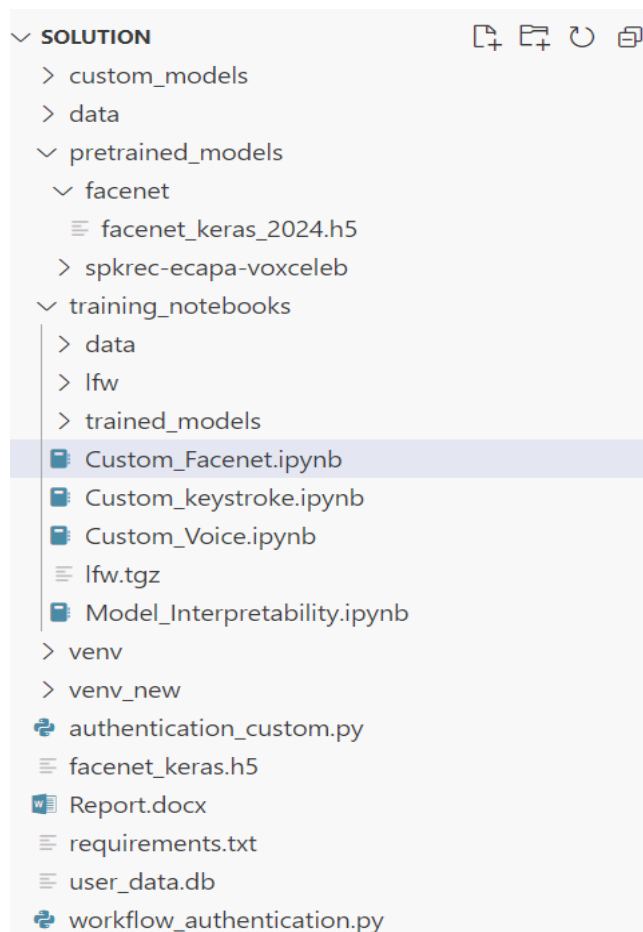 SOLUTION
custom_models
data
pretrained_models
facenet
facenet_keras_2024.h5
spkrec-ecapa-voxceleb
training_notebooks
data
lfw
trained_models
Custom_Facenet.ipynb
Custom_keystroke.ipynb
Custom_Voice.ipynb
lfw.tgz
Model_Interpretability.ipynb
venv
venv_new
authentication_custom.py
facenet_keras.h5
Report.docx
requirements.txt
user_data.db
workflow_authentication.py